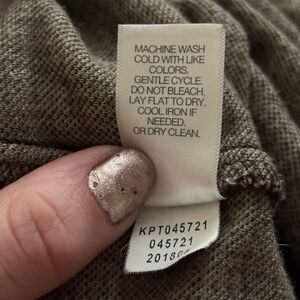 MACHINE WASH
COLD WITH LIKE
COLORS.
GENTLE CYCLE.
DO NOT BLEACH.
LAY FLAT TO DRY.
COOL IRON IF
NEEDED.
OR DRY CLEAN.
KPT045721
045721